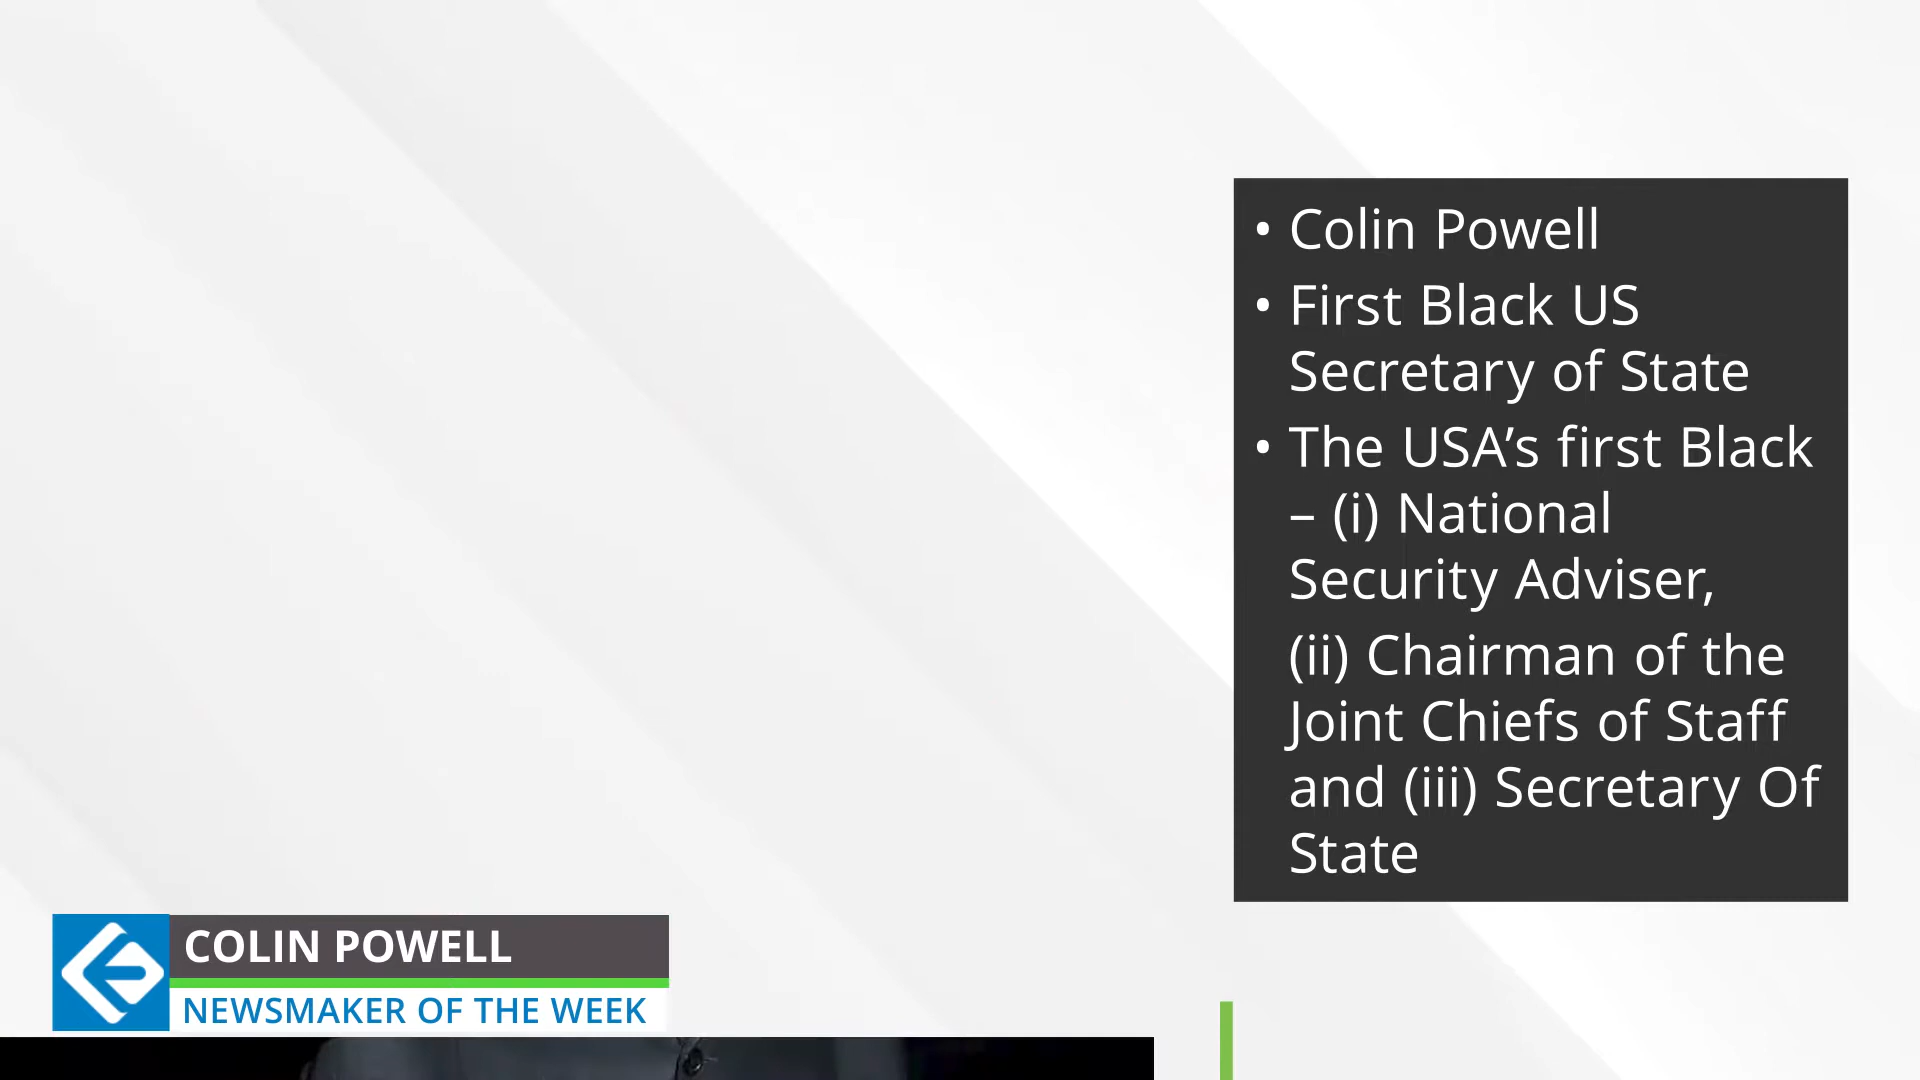 • Colin Powell
• First Black US
Secretary of State
• The USA’s first Black
– (i) National
Security Adviser,
(ii) Chairman of the
Joint Chiefs of Staff
and (iii) Secretary Of
State
COLIN POWELL
NEWSMAKER OF THE WEEK